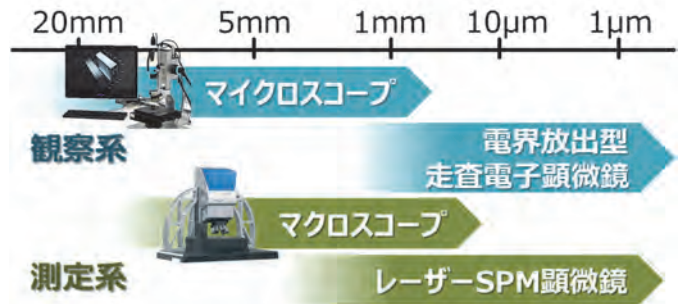 20mm 5mm 1mm 10μm 1μm
マイクロスコープ
観察系
電界放出型
走査電子顕微鏡
マクロスコープ
測定系
レーザーSPM顕微鏡